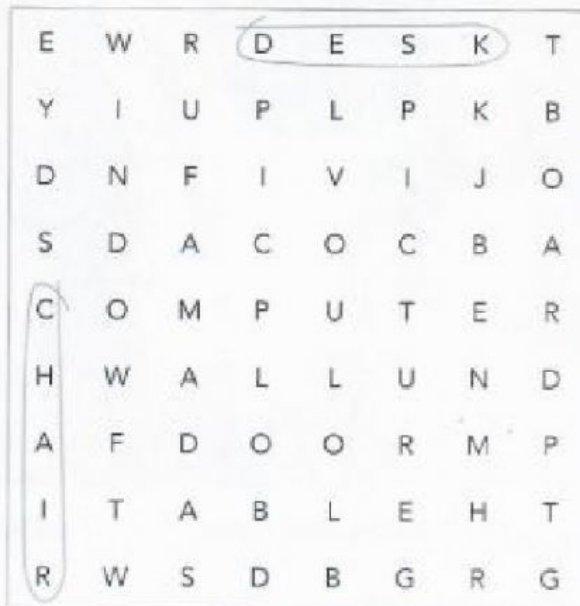 E W R D E S K T
Y I U P L P K B
D N F I V I J O
S D A C O C B A
C O M P U T E R
H W A L L U N D
A F D O O R M P
I T A B L E H T
R W S D B G R G